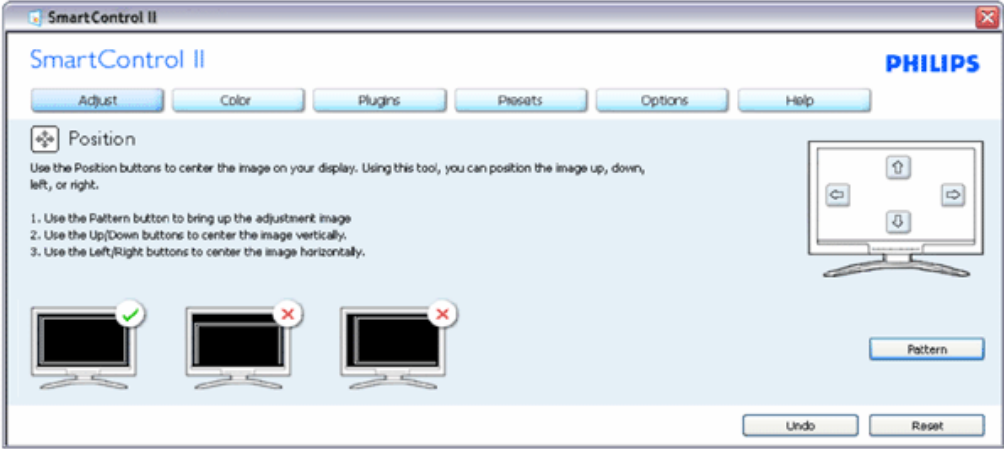 SmartControl II
SmartControl II
PHILIPS
Adjust
Color
Plugins
Presets
Options
Help
Position
Use the Position buttons to center the image on your display. Using this tool, you can position the image up, down,
left, or right.
1. Use the Pattern button to bring up the adjustment image
2. Use the Up/Down buttons to center the image vertically.
3. Use the Left/Right buttons to center the image horizontally.
Pattern
Undo
Reset